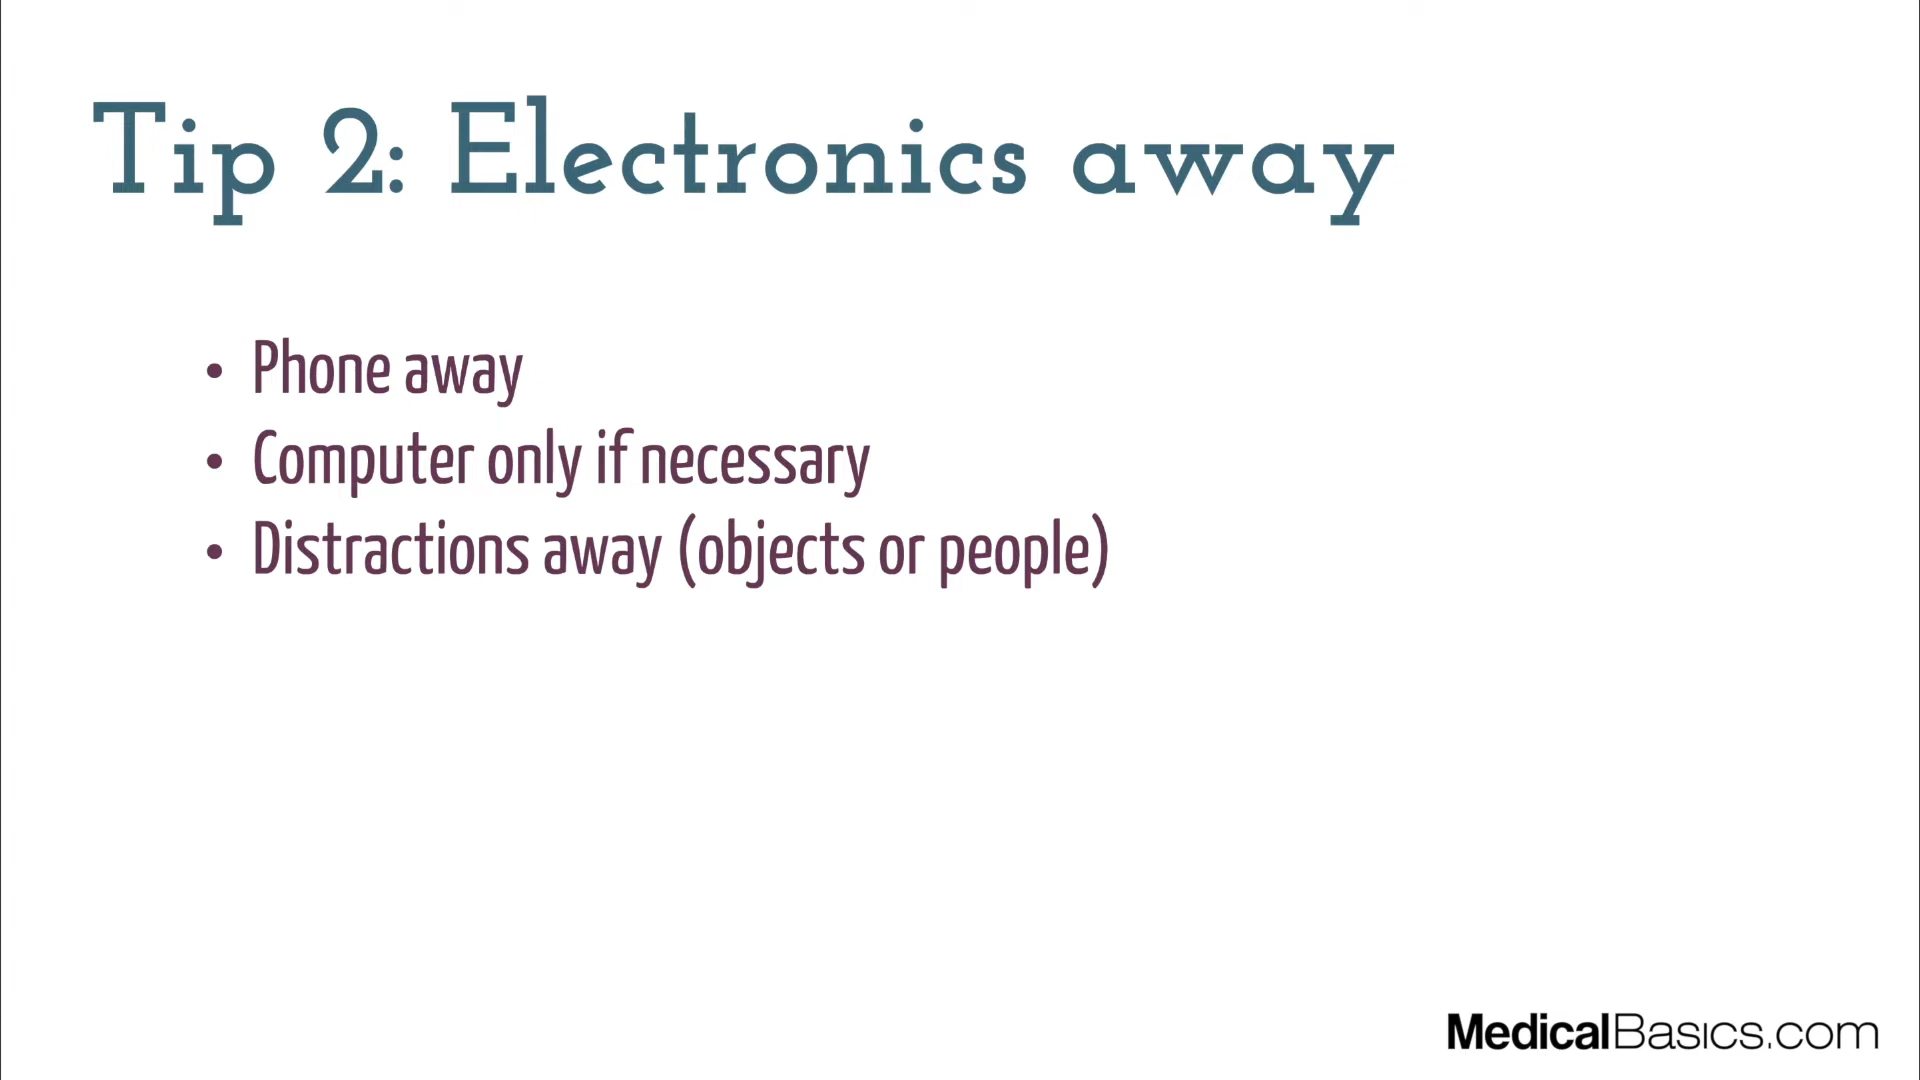 Tip 2: Electronics away
• Phone away
• Computer only if necessary
• Distractions away (objects or people)
MedicalBasics.com